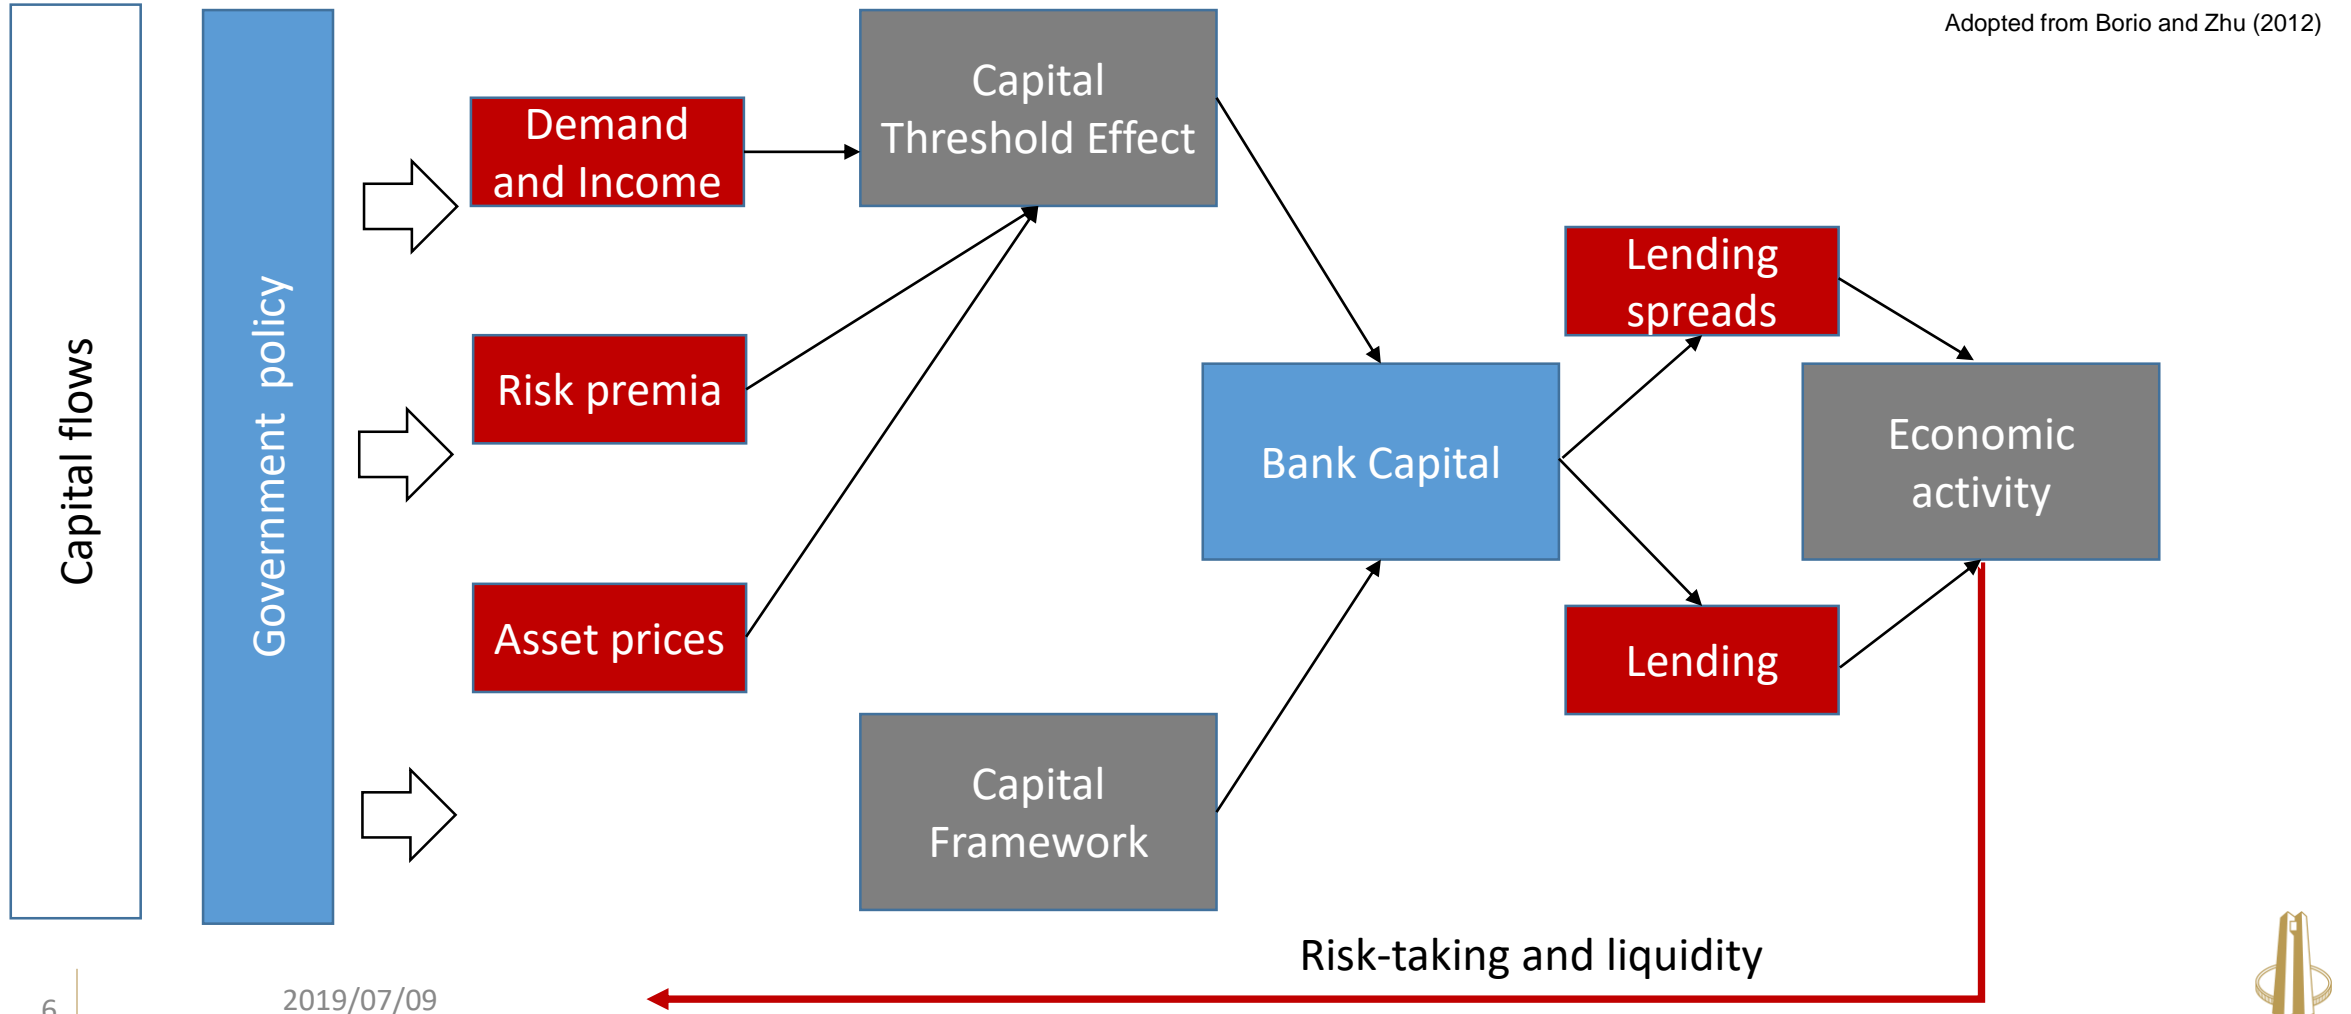 Adopted from Borio and Zhu (2012)
Capital flows
Government policy
Demand
and Income
Risk premia
Asset prices
Capital
Threshold Effect
Capital
Framework
Bank Capital
Lending
spreads
Lending
Economic
activity
Risk-taking and liquidity
6
2019/07/09